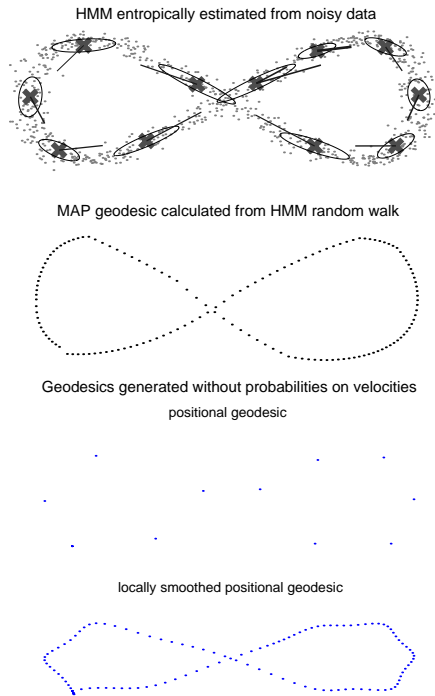 HMM entropically estimated from noisy data
MAP geodesic calculated from HMM random walk
Geodesics generated without probabilities on velocities
positional geodesic
locally smoothed positional geodesic